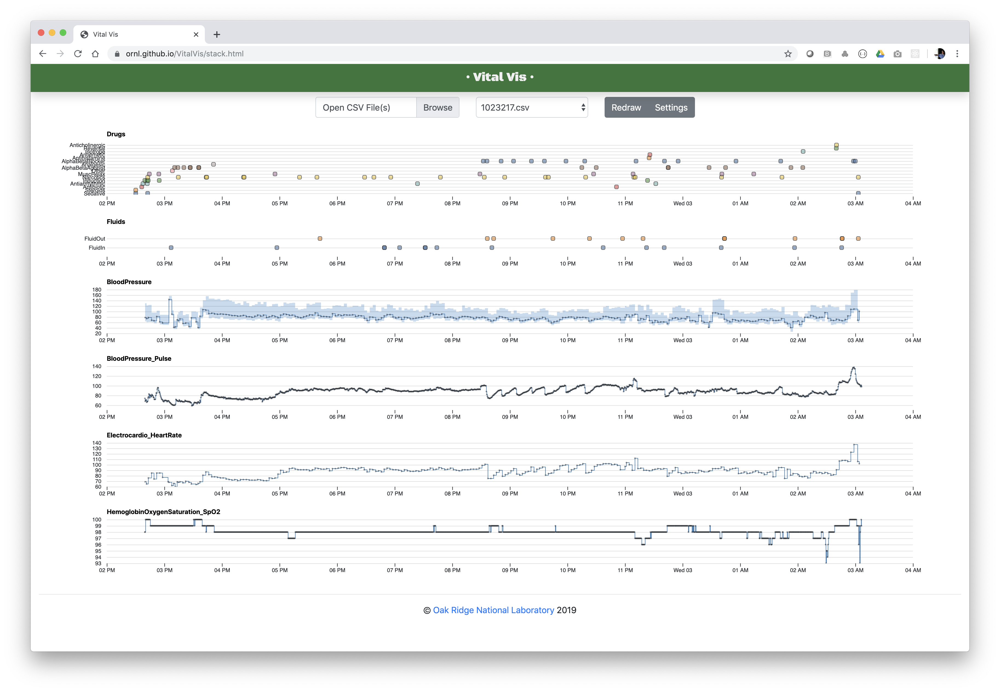 Vital Vis
ornl.github.io/VitalVis/stack.html
• Vital Vis •
Open CSV File(s) Browse 1023217.csv Redraw Settings
Drugs
Anticholinergic
Reversal
Inotrope
Antiemetic
Antihistamine
AlphaBetaBlocker
Analgesic
AlphaBetaAgonist
Other
MuscRelax
Narcotics
Induction
Antiarrhythmic
Antibiotic
Steroids
Sedative
02 PM 03 PM 04 PM 05 PM 06 PM 07 PM 08 PM 09 PM 10 PM 11 PM Wed 03 01 AM 02 AM 03 AM 04 AM
Fluids
FluidOut
FluidIn
02 PM 03 PM 04 PM 05 PM 06 PM 07 PM 08 PM 09 PM 10 PM 11 PM Wed 03 01 AM 02 AM 03 AM 04 AM
BloodPressure
180
160
140
120
100
80
60
40
20
02 PM 03 PM 04 PM 05 PM 06 PM 07 PM 08 PM 09 PM 10 PM 11 PM Wed 03 01 AM 02 AM 03 AM 04 AM
BloodPressure_Pulse
140
120
100
80
60
02 PM 03 PM 04 PM 05 PM 06 PM 07 PM 08 PM 09 PM 10 PM 11 PM Wed 03 01 AM 02 AM 03 AM 04 AM
Electrocardio_HeartRate
140
130
120
110
100
90
80
70
60
02 PM 03 PM 04 PM 05 PM 06 PM 07 PM 08 PM 09 PM 10 PM 11 PM Wed 03 01 AM 02 AM 03 AM 04 AM
HemoglobinOxygenSaturation_SpO2
100
99
98
97
96
95
94
93
02 PM 03 PM 04 PM 05 PM 06 PM 07 PM 08 PM 09 PM 10 PM 11 PM Wed 03 01 AM 02 AM 03 AM 04 AM
© Oak Ridge National Laboratory 2019